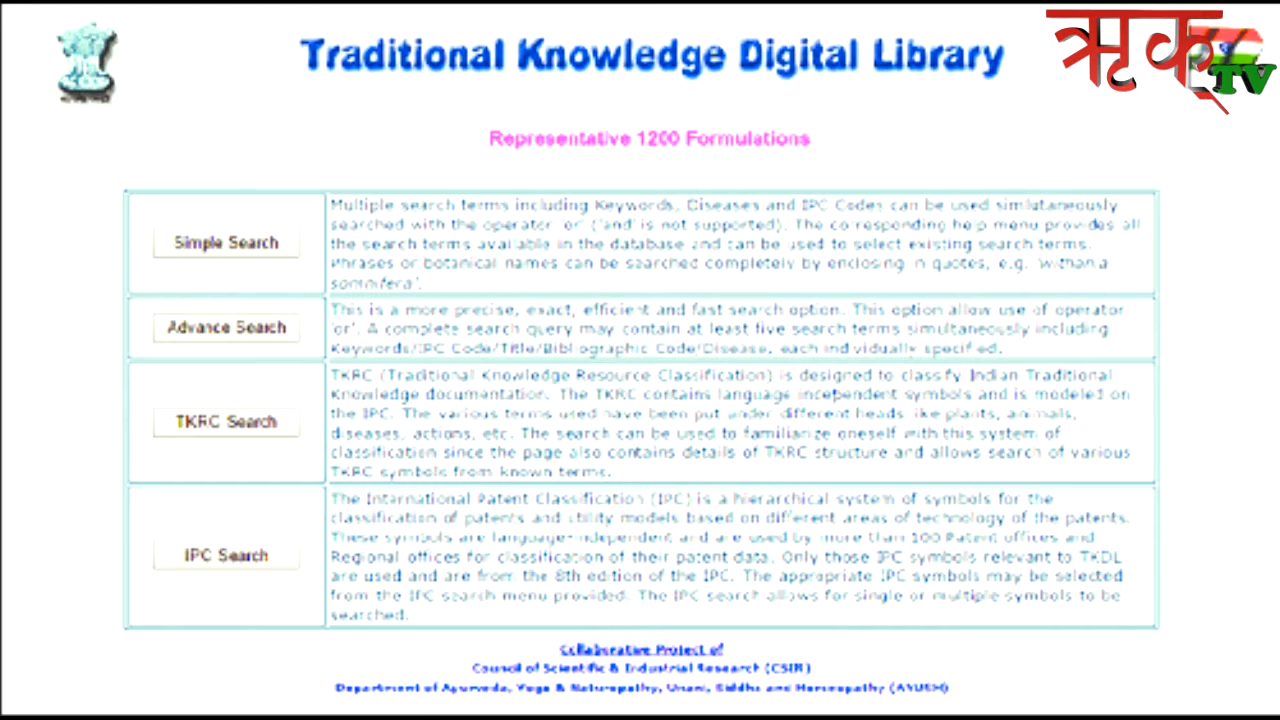 ऋक्
TV
Traditional Knowledge Digital Library
Representative 1200 Formulations
Simple Search
Multiple search terms including Keywords, Diseases and IPC Codes can be used simlutaneously
searched with the operator 'or' ('and' is not supported). The corresponding help menu provides all
the search terms available in the database and can be used to select existing search terms.
Phrases or botanical names can be searched completely by enclosing in quotes, e.g. 'withania
somnifera'.
Advance Search
This is a more precise, exact, efficient and fast search option. This option allow use of operator
'or'. A complete search query may contain at least five search terms simultaneously including
Keywords/IPC Code/Title/Bibliographic Code/Disease, each individually specified.
TKRC Search
TKRC (Traditional Knowledge Resource Classification) is designed to classify Indian Traditional
Knowledge documentation. The TKRC contains language independent symbols and is modeled on
the IPC. The various terms used have been put under different heads like plants, animals,
diseases, actions, etc. The search can be used to familiarize oneself with this system of
classification since the page also contains details of TKRC structure and allows search of various
TKRC symbols from known terms.
IPC Search
The International Patent Classification (IPC) is a hierarchical system of symbols for the
classification of patents and utility models based on different areas of technology of the patents.
These symbols are language-independent and are used by more than 100 Patent offices and
Regional offices for classification of their patent data. Only those IPC symbols relevant to TKDL
are used and are from the 8th edition of the IPC. The appropriate IPC symbols may be selected
from the IPC search menu provided. The IPC search allows for single or multiple symbols to be
searched.
Collaborative Project of
Council of Scientific & Industrial Research (CSIR)
Department of Ayurveda, Yoga & Naturopathy, Unani, Siddha and Homeopathy (AYUSH)